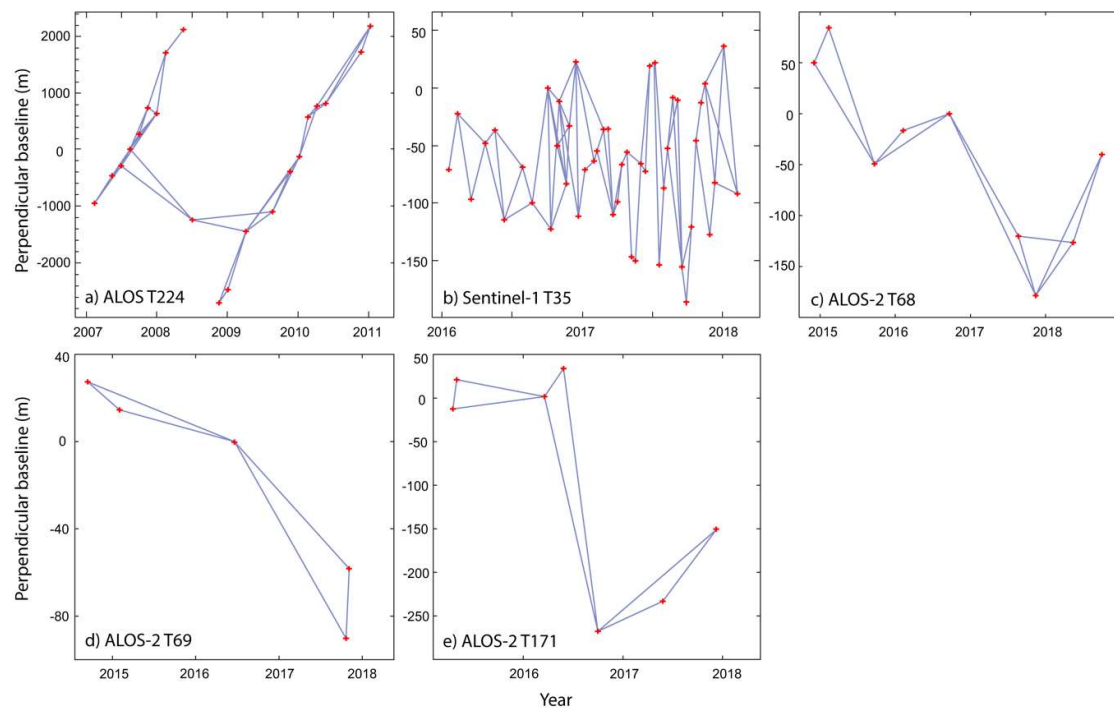 Perpendicular baseline (m)
2000
1000
0
-1000
-2000
a) ALOS T224
2007 2008 2009 2010 2011
50
0
-50
-100
-150
b) Sentinel-1 T35
2016 2017 2018
50
0
-50
-100
-150
c) ALOS-2 T68
2015 2016 2017 2018
Perpendicular baseline (m)
40
0
-40
-80
d) ALOS-2 T69
2015 2016 2017 2018
50
0
-50
-100
-150
-200
-250
e) ALOS-2 T171
2016 2017 2018
Year